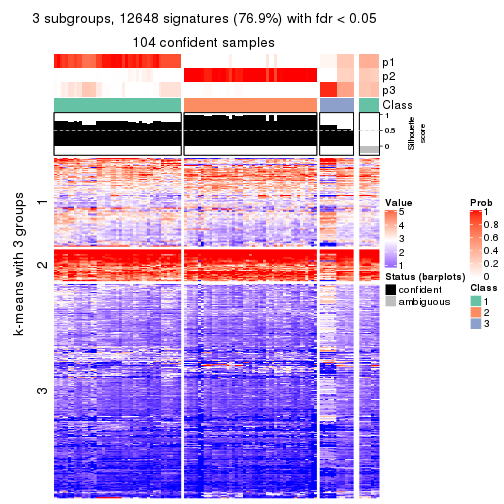 3 subgroups, 12648 signatures (76.9%) with fdr < 0.05
104 confident samples
p1
p2
p3
Class
1
0.5
0
Silhouette
score
k-means with 3 groups
1
2
3
Value
5
4
3
2
1
Status (barplots)
confident
ambiguous
Prob
1
0.8
0.6
0.4
0.2
0
Class
1
2
3